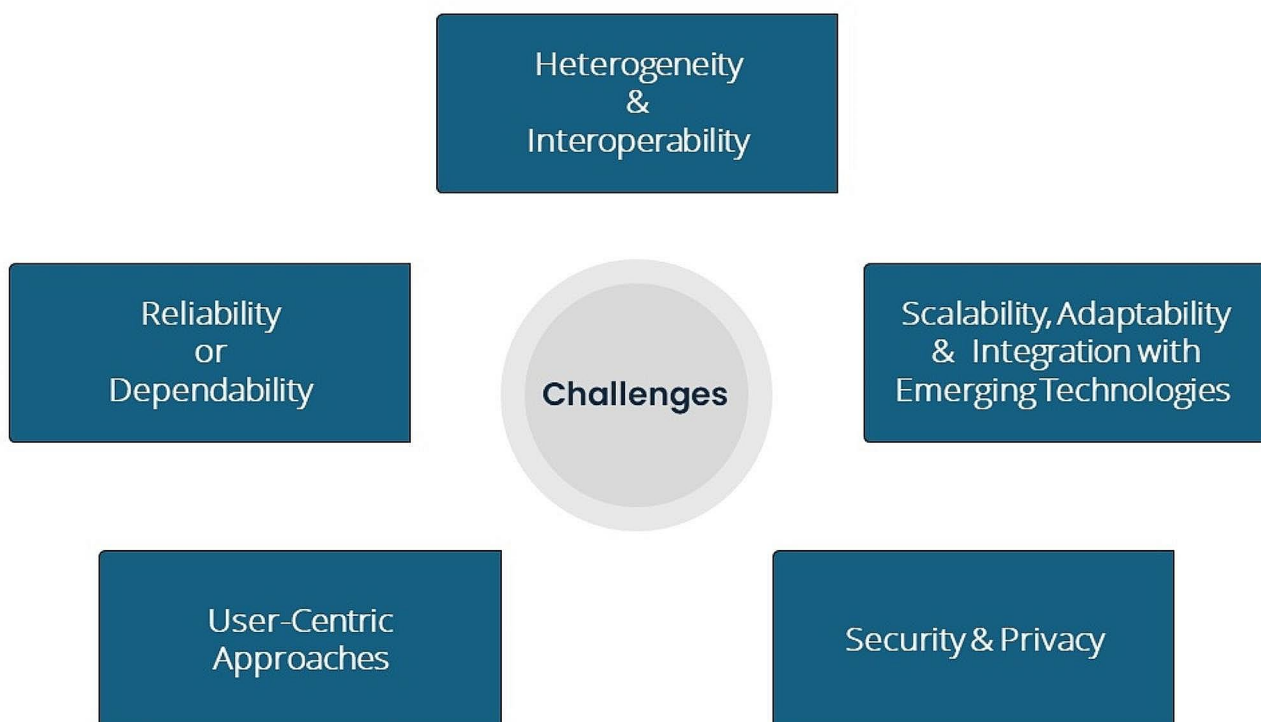 Heterogeneity
&
Interoperability
Reliability
or
Dependability
Challenges
Scalability, Adaptability
& Integration with
Emerging Technologies
User-Centric
Approaches
Security & Privacy